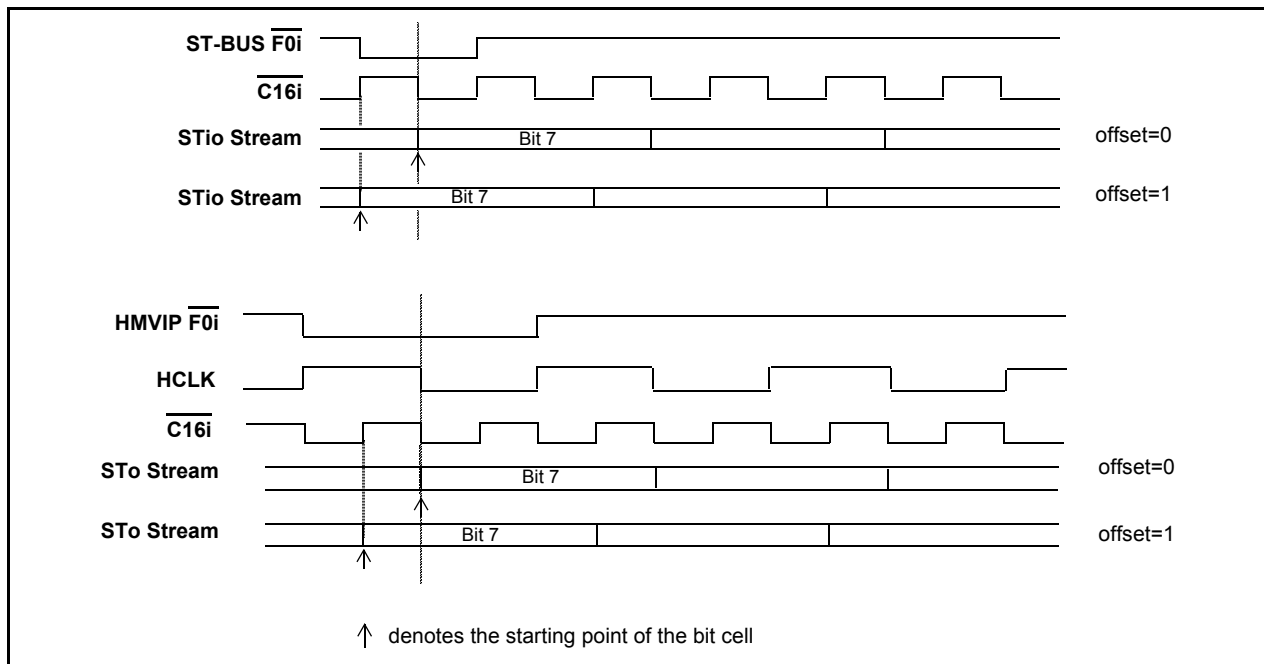 ST-BUS F0i
C16i
STio Stream Bit 7 offset=0
STio Stream Bit 7 offset=1
HMVIP F0i
HCLK
C16i
STo Stream Bit 7 offset=0
STo Stream Bit 7 offset=1
denotes the starting point of the bit cell